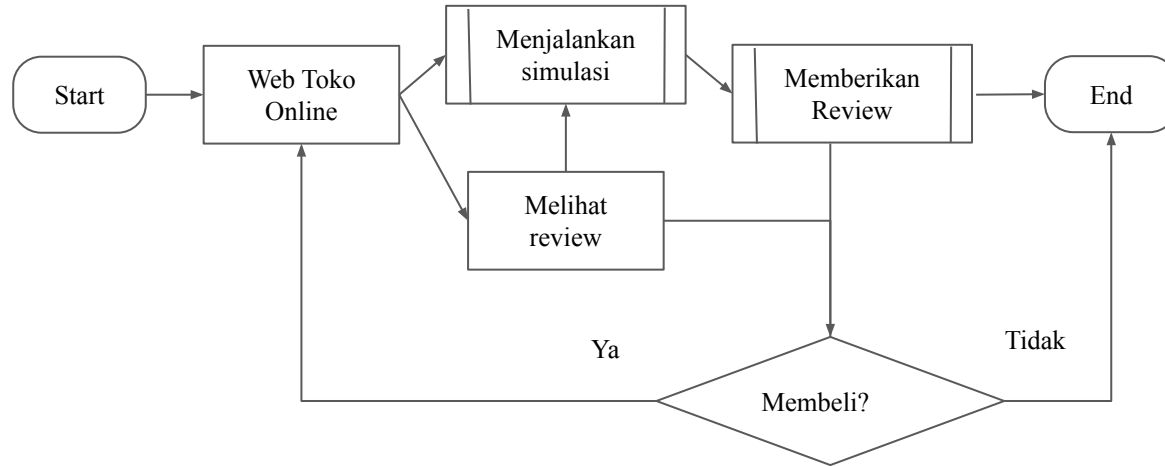 Start
Web Toko
Online
Menjalankan
simulasi
Memberikan
Review
End
Melihat
review
Ya
Tidak
Membeli?